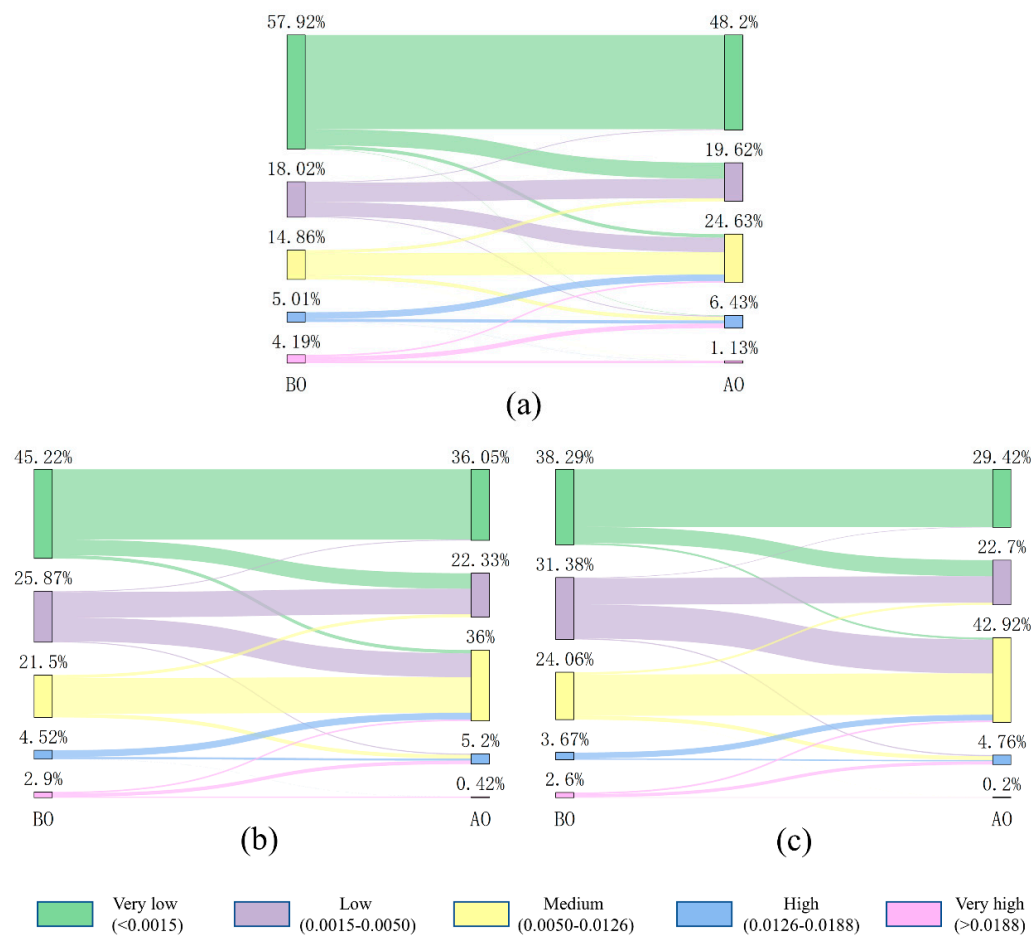 57.92% 48.2%
19.62%
18.02%
24.63%
14.86%
5.01% 6.43%
4.19% 1.13%
BO AO
(a)
45.22% 36.05% 38.29% 29.42%
22.33% 22.7%
25.87% 31.38%
36% 42.92%
21.5% 24.06%
4.52% 5.2% 3.67% 4.76%
2.9% 0.42% 2.6% 0.2%
BO AO BO AO
(b) (c)
Very low Low Medium High Very high
(<0.0015) (0.0015-0.0050) (0.0050-0.0126) (0.0126-0.0188) (>0.0188)